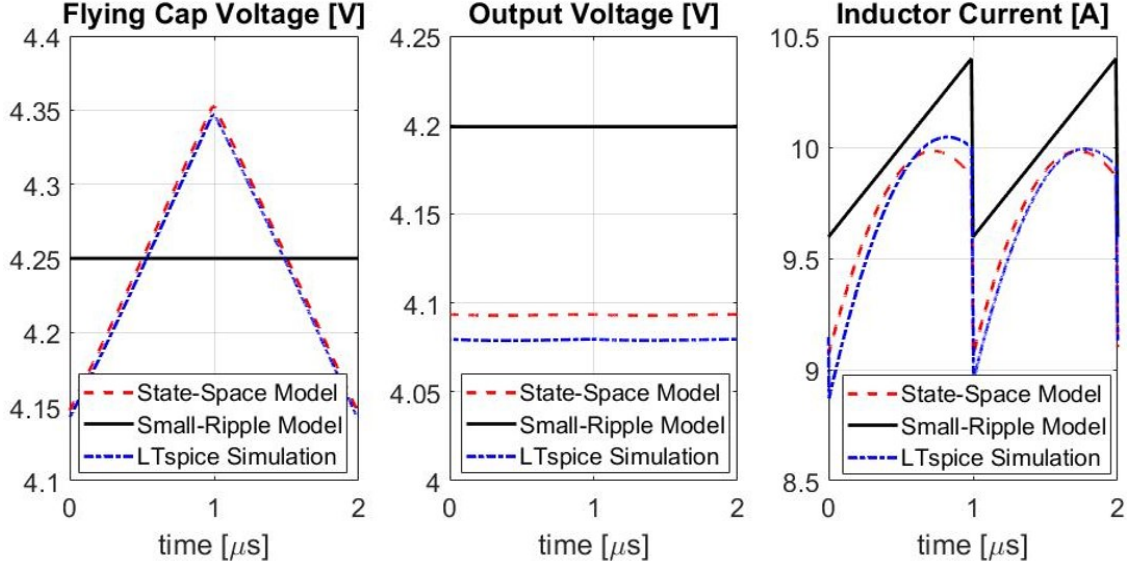 Flying Cap Voltage [V]
4.4
4.35
4.3
4.25
4.2
4.15
4.1
State-Space Model
Small-Ripple Model
LTspice Simulation
0
1
2
time [μs]
Output Voltage [V]
4.25
4.2
4.15
4.1
4.05
4
State-Space Model
Small-Ripple Model
LTspice Simulation
0
1
2
time [μs]
Inductor Current [A]
10.5
10
9.5
9
8.5
State-Space Model
Small-Ripple Model
LTspice Simulation
0
1
2
time [μs]